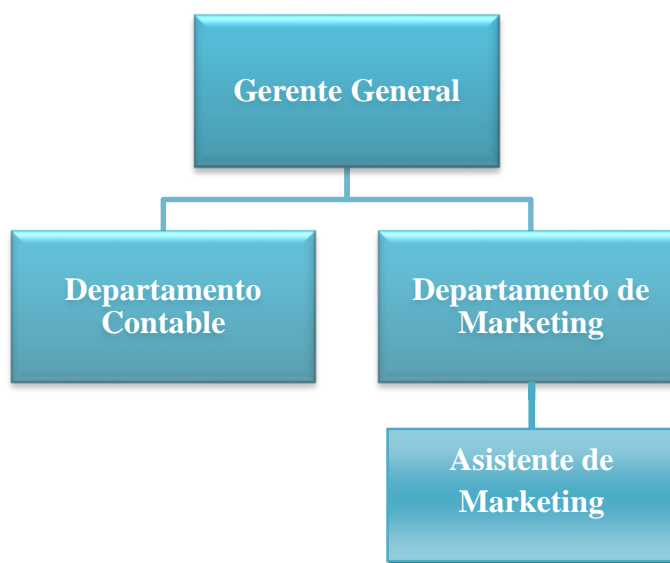 Gerente General
Departamento
Contable
Departamento de
Marketing
Asistente de
Marketing